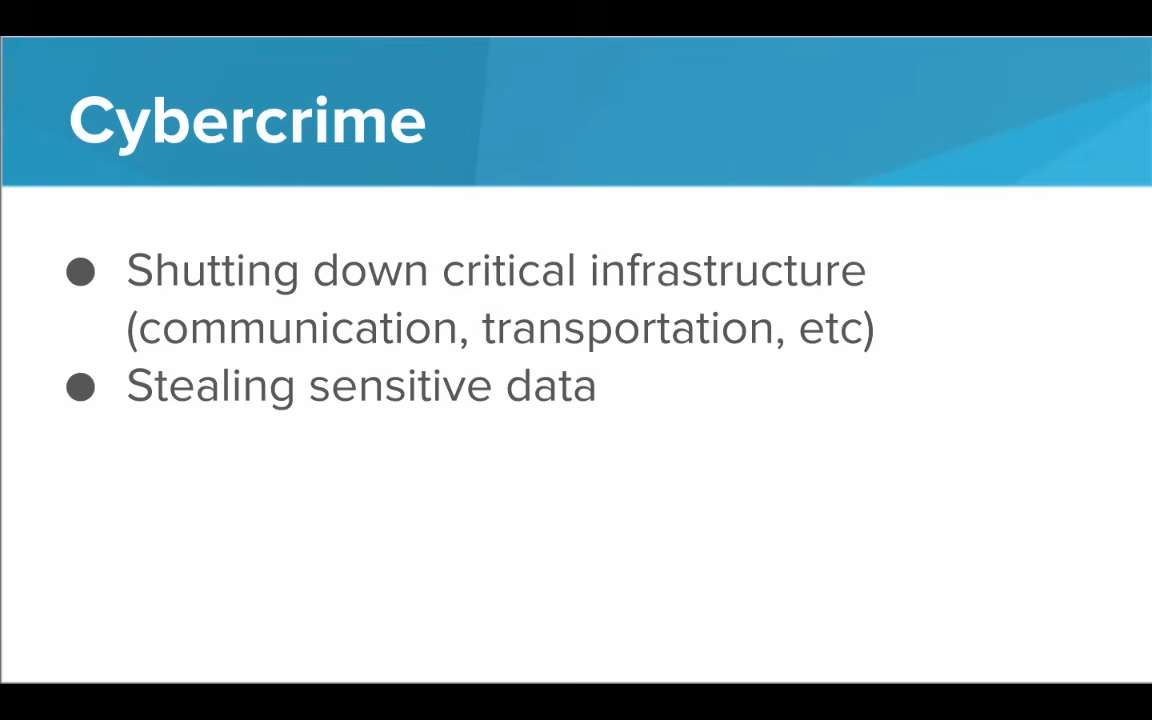 Cybercrime
● Shutting down critical infrastructure
(communication, transportation, etc)
● Stealing sensitive data